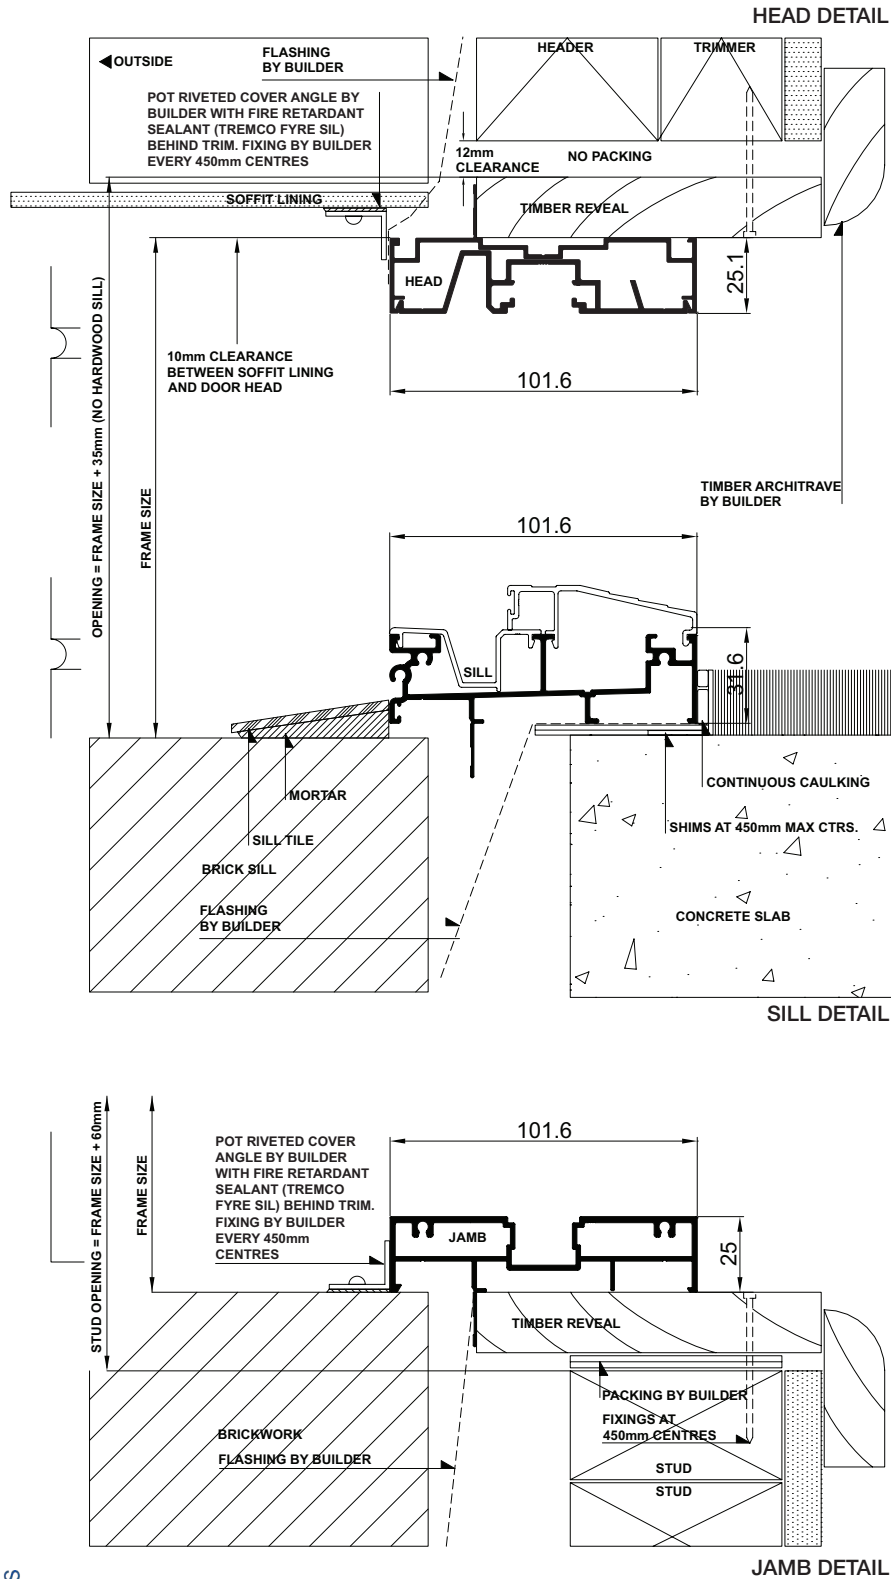 HEAD DETAIL
OUTSIDE
FLASHING
BY BUILDER
HEADER
TRIMMER
POT RIVETED COVER ANGLE BY
BUILDER WITH FIRE RETARDANT
SEALANT (TREMCO FYRE SIL)
BEHIND TRIM. FIXING BY BUILDER
EVERY 450mm CENTRES
12mm
CLEARANCE
NO PACKING
SOFFIT LINING
TIMBER REVEAL
HEAD
25.1
10mm CLEARANCE
BETWEEN SOFFIT LINING
AND DOOR HEAD
101.6
OPENING = FRAME SIZE + 35mm (NO HARDWOOD SILL)
FRAME SIZE
TIMBER ARCHITRAVE
BY BUILDER
101.6
SILL
31.6
MORTAR
SILL TILE
BRICK SILL
FLASHING
BY BUILDER
CONTINUOUS CAULKING
SHIMS AT 450mm MAX CTRS.
CONCRETE SLAB
SILL DETAIL
STUD OPENING = FRAME SIZE + 60mm
FRAME SIZE
POT RIVETED COVER
ANGLE BY BUILDER
WITH FIRE RETARDANT
SEALANT (TREMCO
FYRE SIL) BEHIND TRIM.
FIXING BY BUILDER
EVERY 450mm
CENTRES
101.6
JAMB
25
TIMBER REVEAL
PACKING BY BUILDER
FIXINGS AT
450mm CENTRES
BRICKWORK
FLASHING BY BUILDER
STUD
STUD
JAMB DETAIL